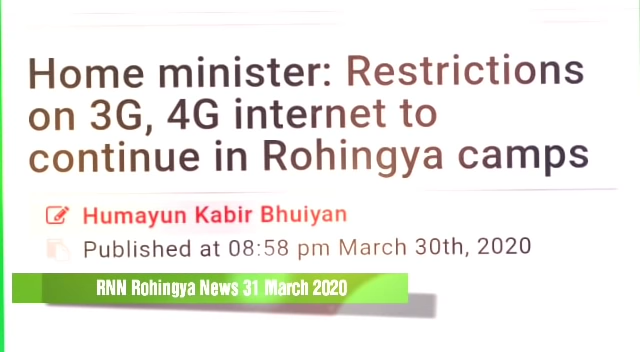 Home minister: Restrictions
on 3G, 4G internet to
continue in Rohingya camps
Humayun Kabir Bhuiyan
Published at 08:58 pm March 30th, 2020
RNN Rohingya News 31 March 2020